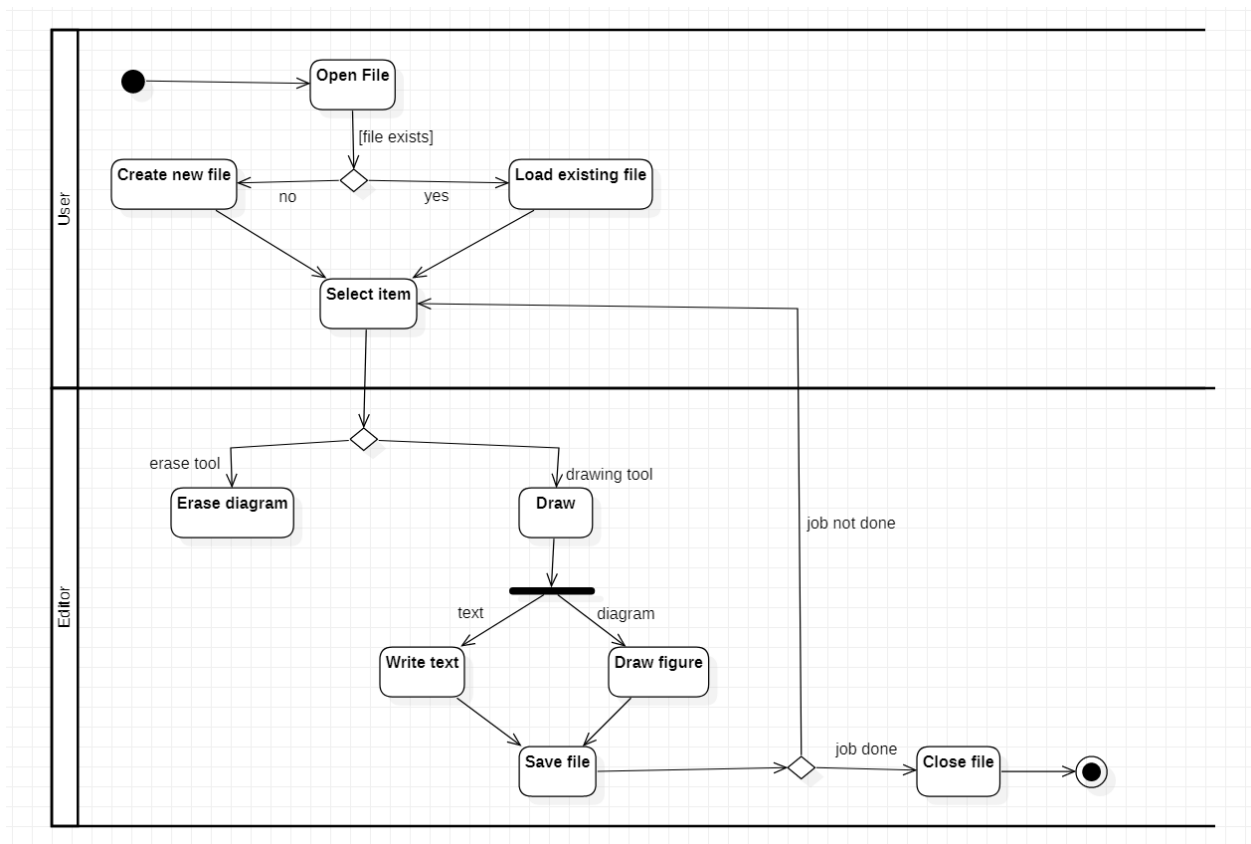 Open File
[file exists]
Create new file
Load existing file
no
yes
User
Select item
erase tool
drawing tool
Erase diagram
Draw
job not done
Editor
text
diagram
Write text
Draw figure
job done
Save file
Close file